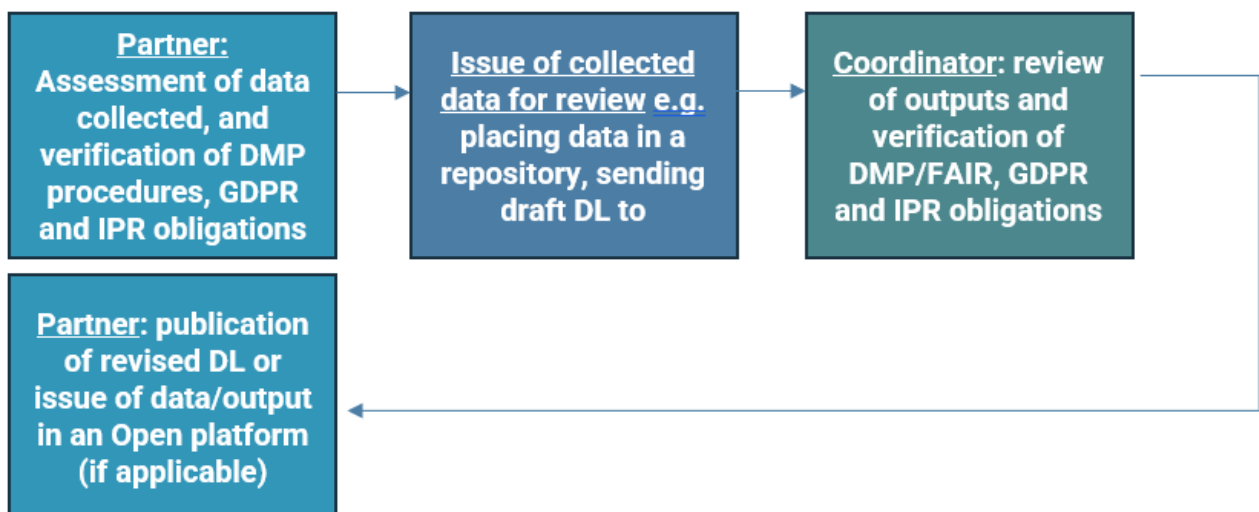 Partner:
Assessment of data
collected, and
verification of DMP
procedures, GDPR
and IPR obligations
Issue of collected
data for review e.g.
placing data in a
repository, sending
draft DL to
Coordinator: review
of outputs and
verification of
DMP/FAIR, GDPR
and IPR obligations
Partner: publication
of revised DL or
issue of data/output
in an Open platform
(if applicable)